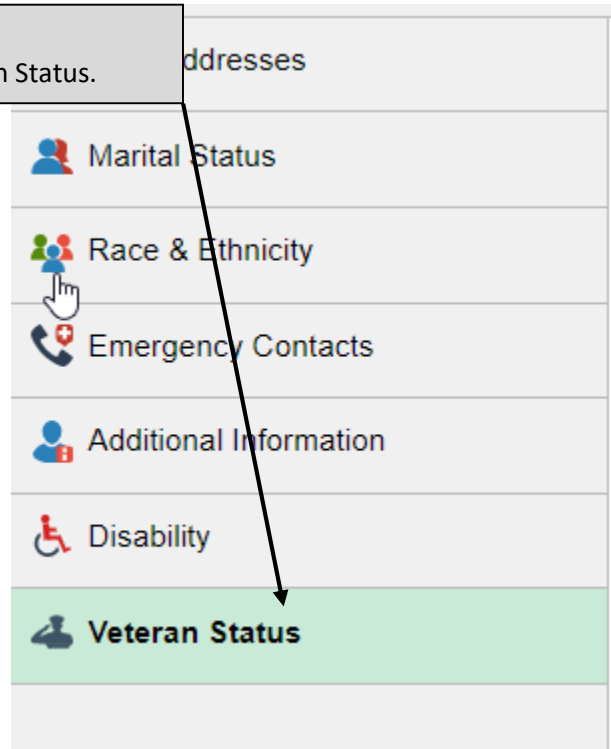 ddresses
n Status.
Marital Status
Race & Ethnicity
Emergency Contacts
Additional Information
Disability
Veteran Status